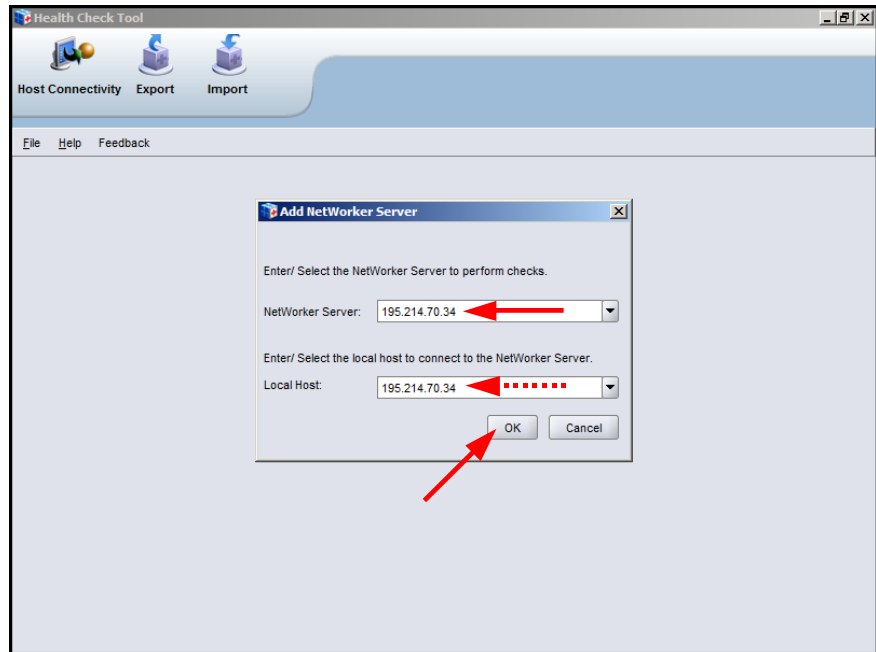 Health Check Tool
Host Connectivity Export Import
File Help Feedback
Add NetWorker Server
Enter/ Select the NetWorker Server to perform checks.
NetWorker Server: 195.214.70.34
Enter/ Select the local host to connect to the NetWorker Server.
Local Host: 195.214.70.34
OK Cancel